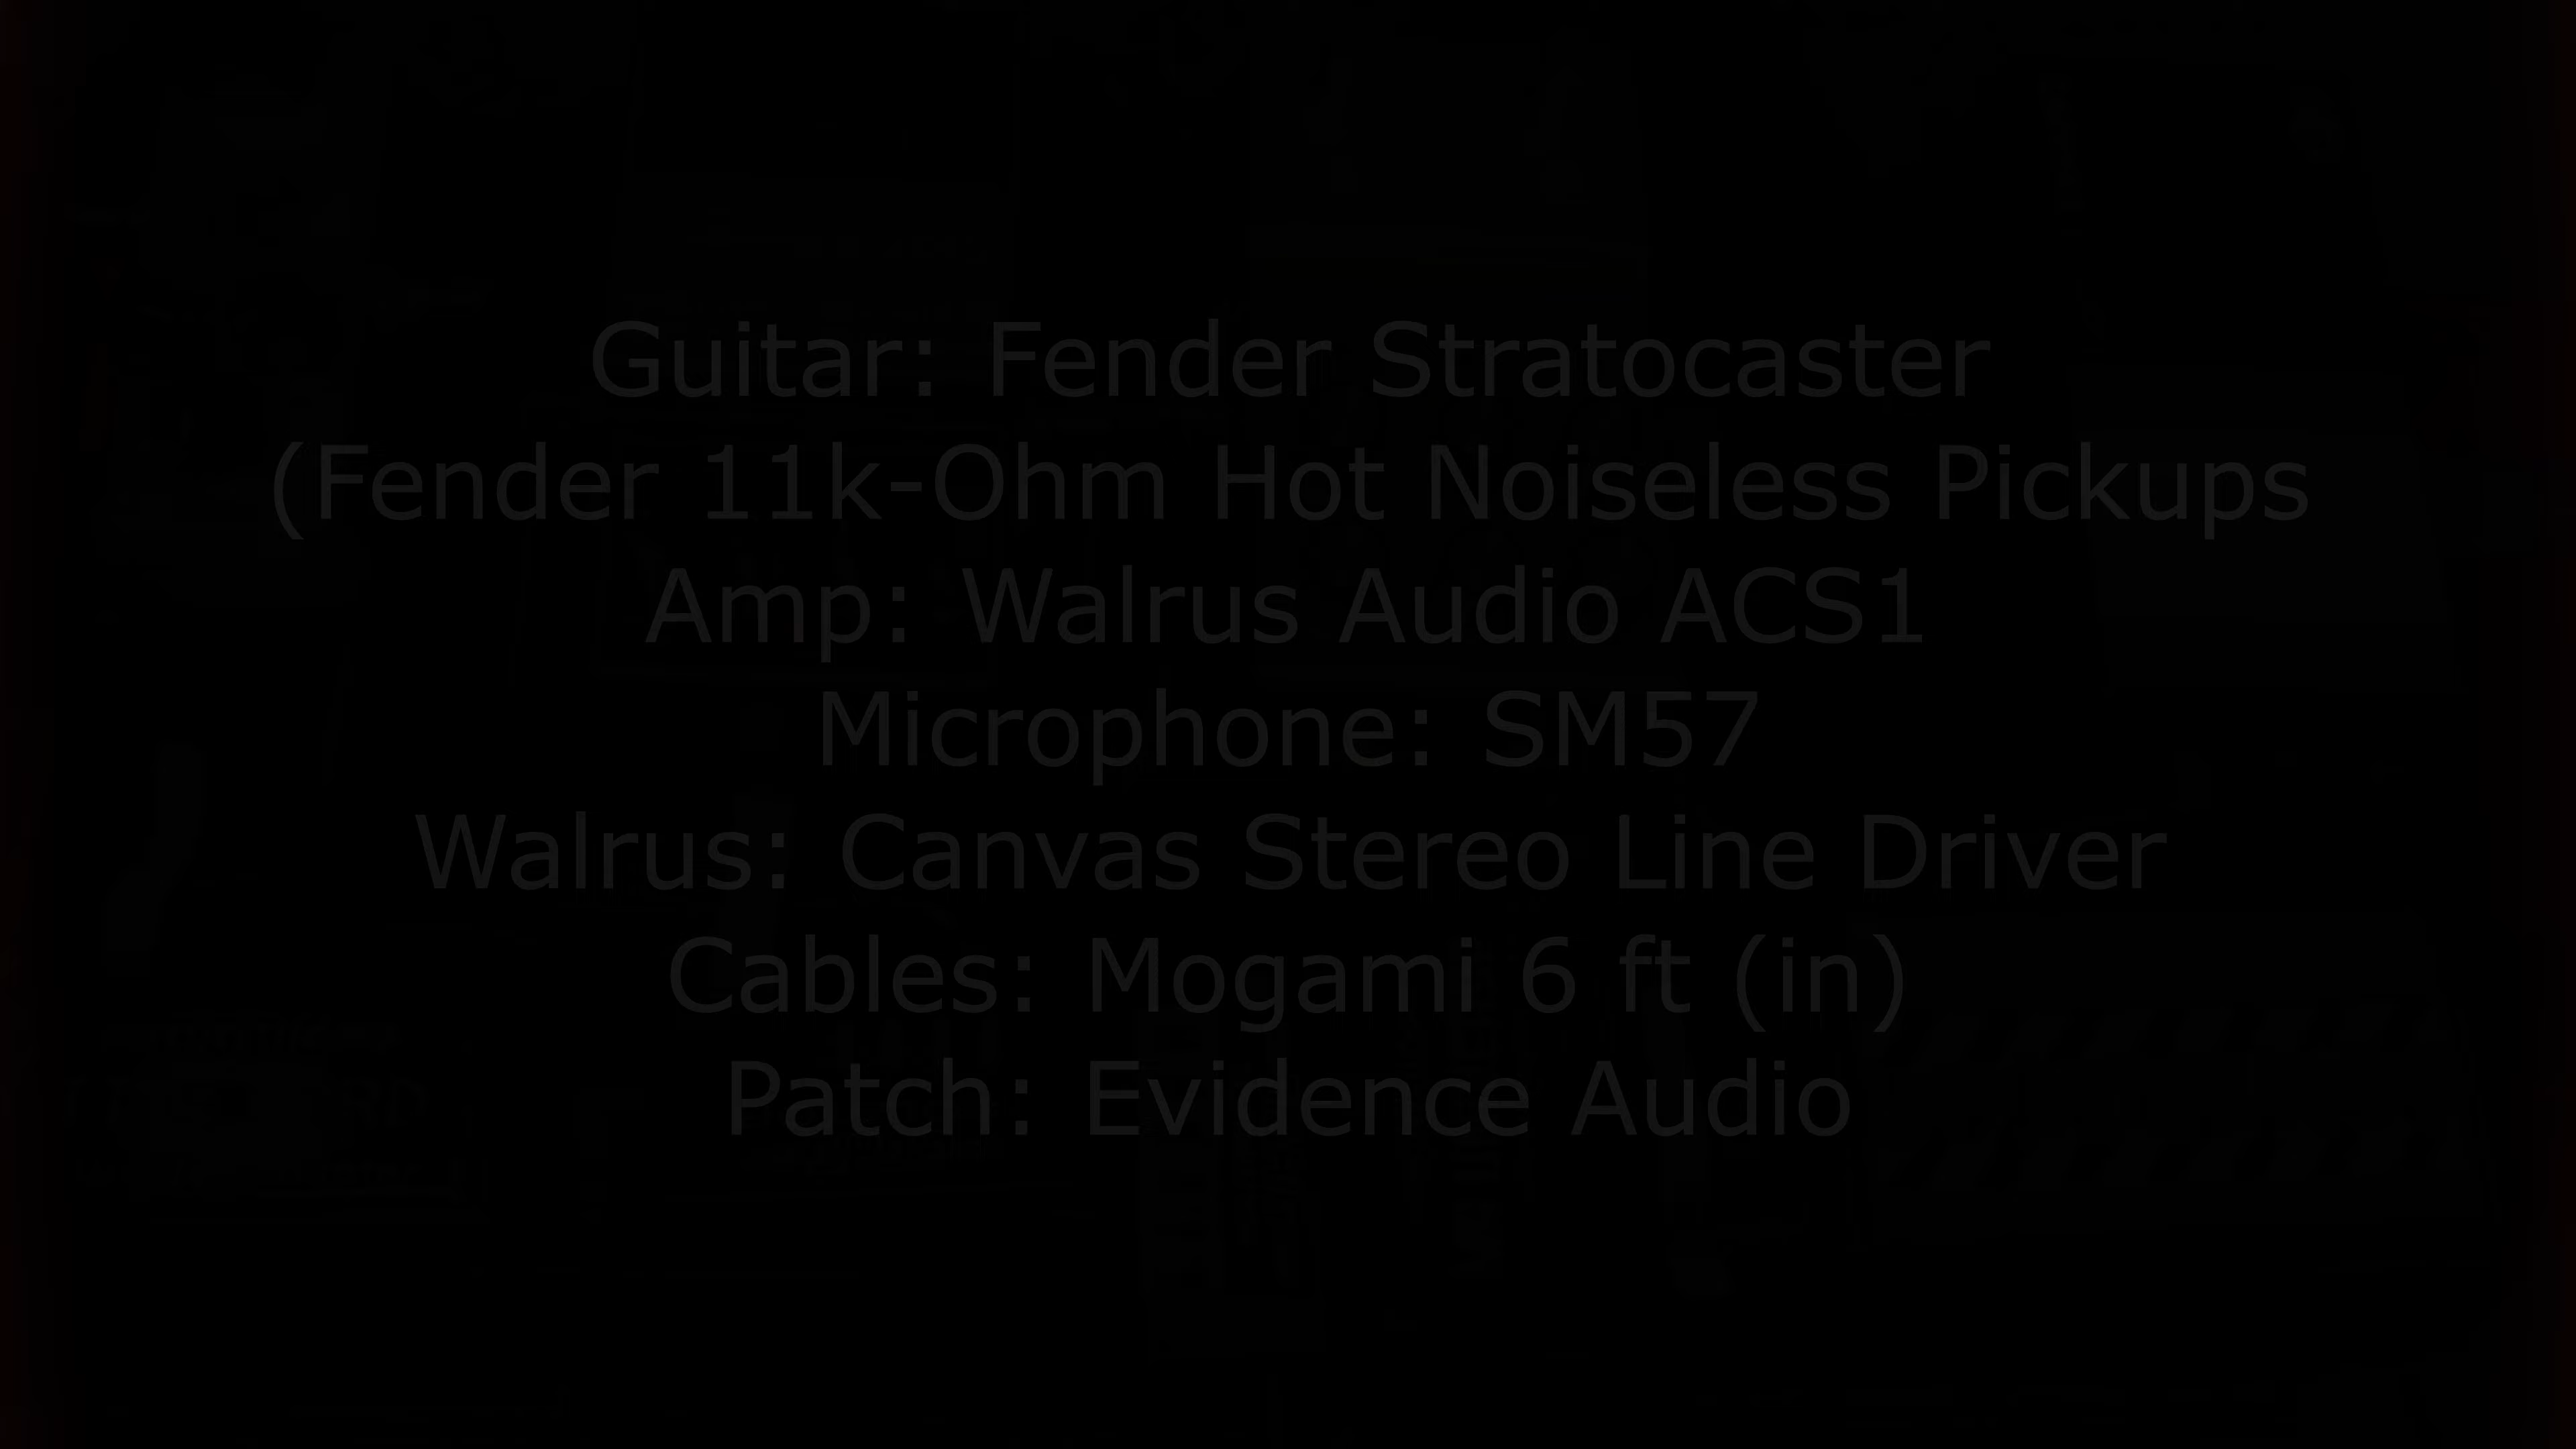 Guitar: Fender Stratocaster
(Fender 11k-Ohm Hot Noiseless Pickups
Amp: Walrus Audio ACS1
Microphone: SM57
Walrus: Canvas Stereo Line Driver
Cables: Mogami 6 ft (in)
Patch: Evidence Audio